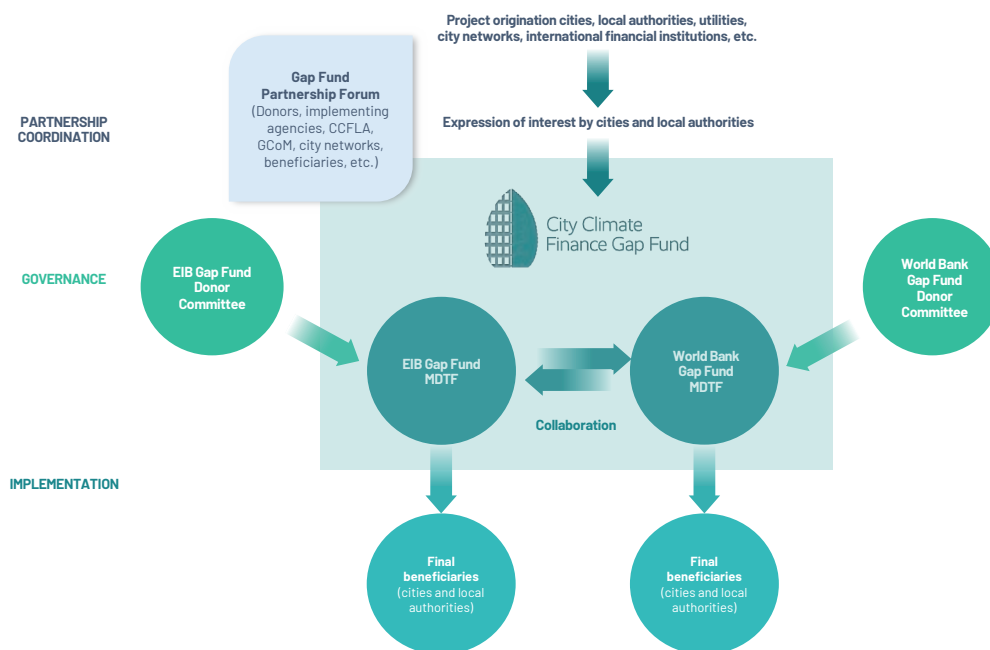 Project origination cities, local authorities, utilities,
city networks, international financial institutions, etc.
Gap Fund
Partnership Forum
(Donors, implementing
agencies, CCFLA,
GCoM, city networks,
beneficiaries, etc.)
PARTNERSHIP
COORDINATION
Expression of interest by cities and local authorities
City Climate
Finance Gap Fund
GOVERNANCE
EIB Gap Fund
Donor
Committee
World Bank
Gap Fund
Donor
Committee
EIB Gap Fund
MDTF
World Bank
Gap Fund
MDTF
Collaboration
IMPLEMENTATION
Final
beneficiaries
(cities and local
authorities)
Final
beneficiaries
(cities and local
authorities)